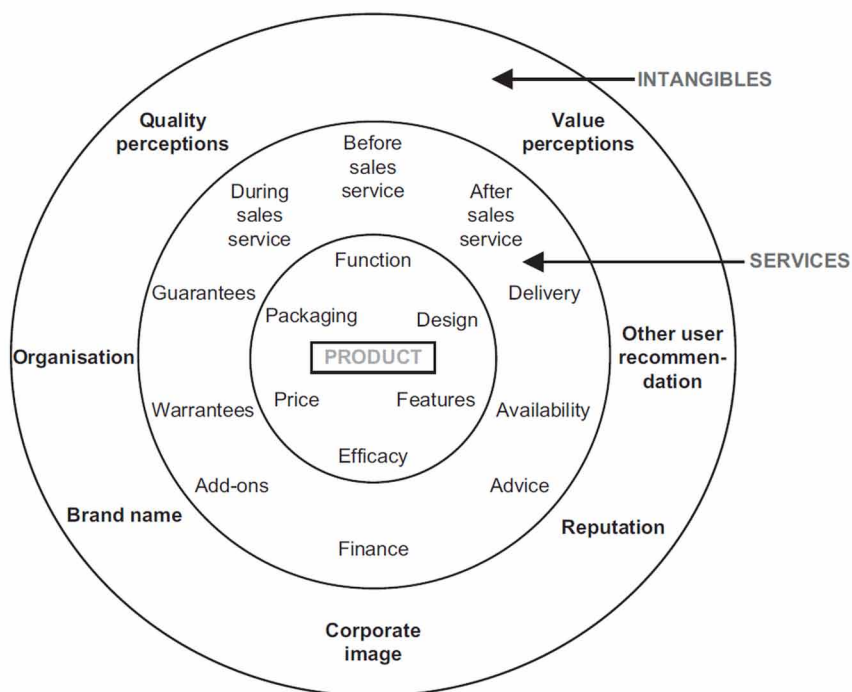 INTANGIBLES
Quality
perceptions
Value
perceptions
Before
sales
service
During
sales
service
After
sales
service
SERVICES
Function
Guarantees
Delivery
Packaging
Design
Organisation
PRODUCT
Other user
recommen-
dation
Price
Features
Warrantees
Availability
Efficacy
Add-ons
Advice
Brand name
Reputation
Finance
Corporate
image